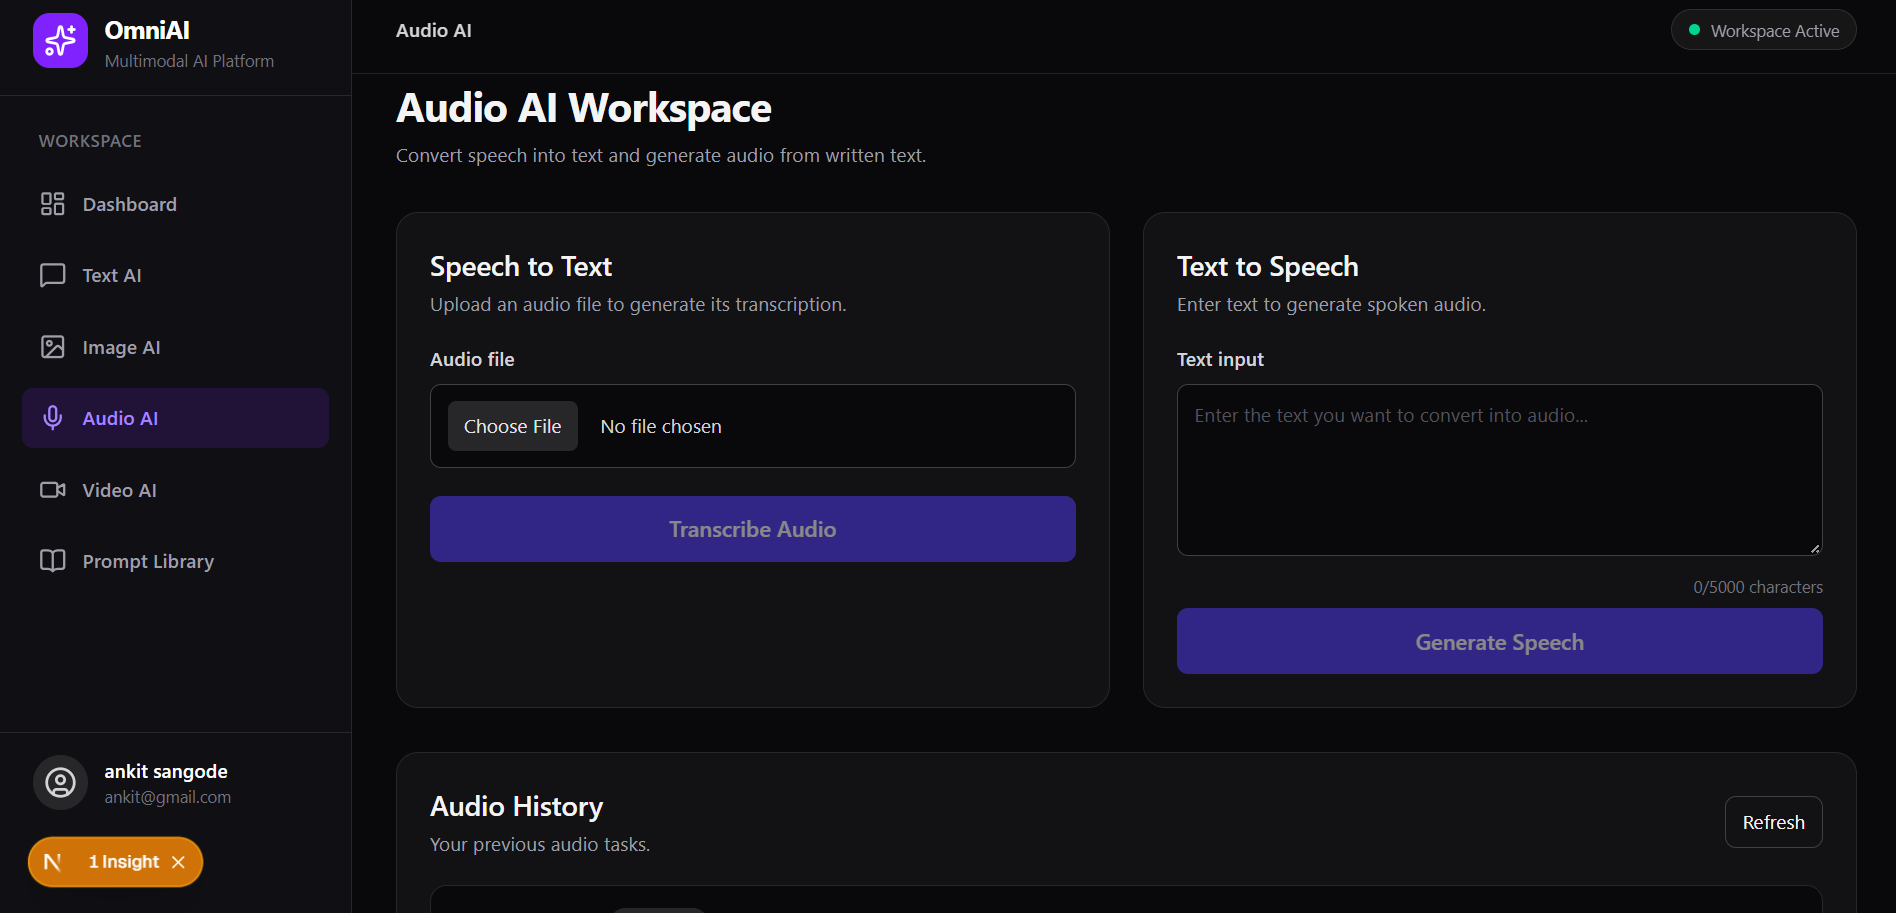 OmniAI
Multimodal AI Platform
WORKSPACE
Dashboard
Text AI
Image AI
Audio AI
Video AI
Prompt Library
ankit sangode
ankit@gmail.com
N 1 Insight
Audio AI
Workspace Active
Audio AI Workspace
Convert speech into text and generate audio from written text.
Speech to Text
Upload an audio file to generate its transcription.
Audio file
Choose File No file chosen
Transcribe Audio
Text to Speech
Enter text to generate spoken audio.
Text input
Enter the text you want to convert into audio...
0/5000 characters
Generate Speech
Audio History
Your previous audio tasks.
Refresh